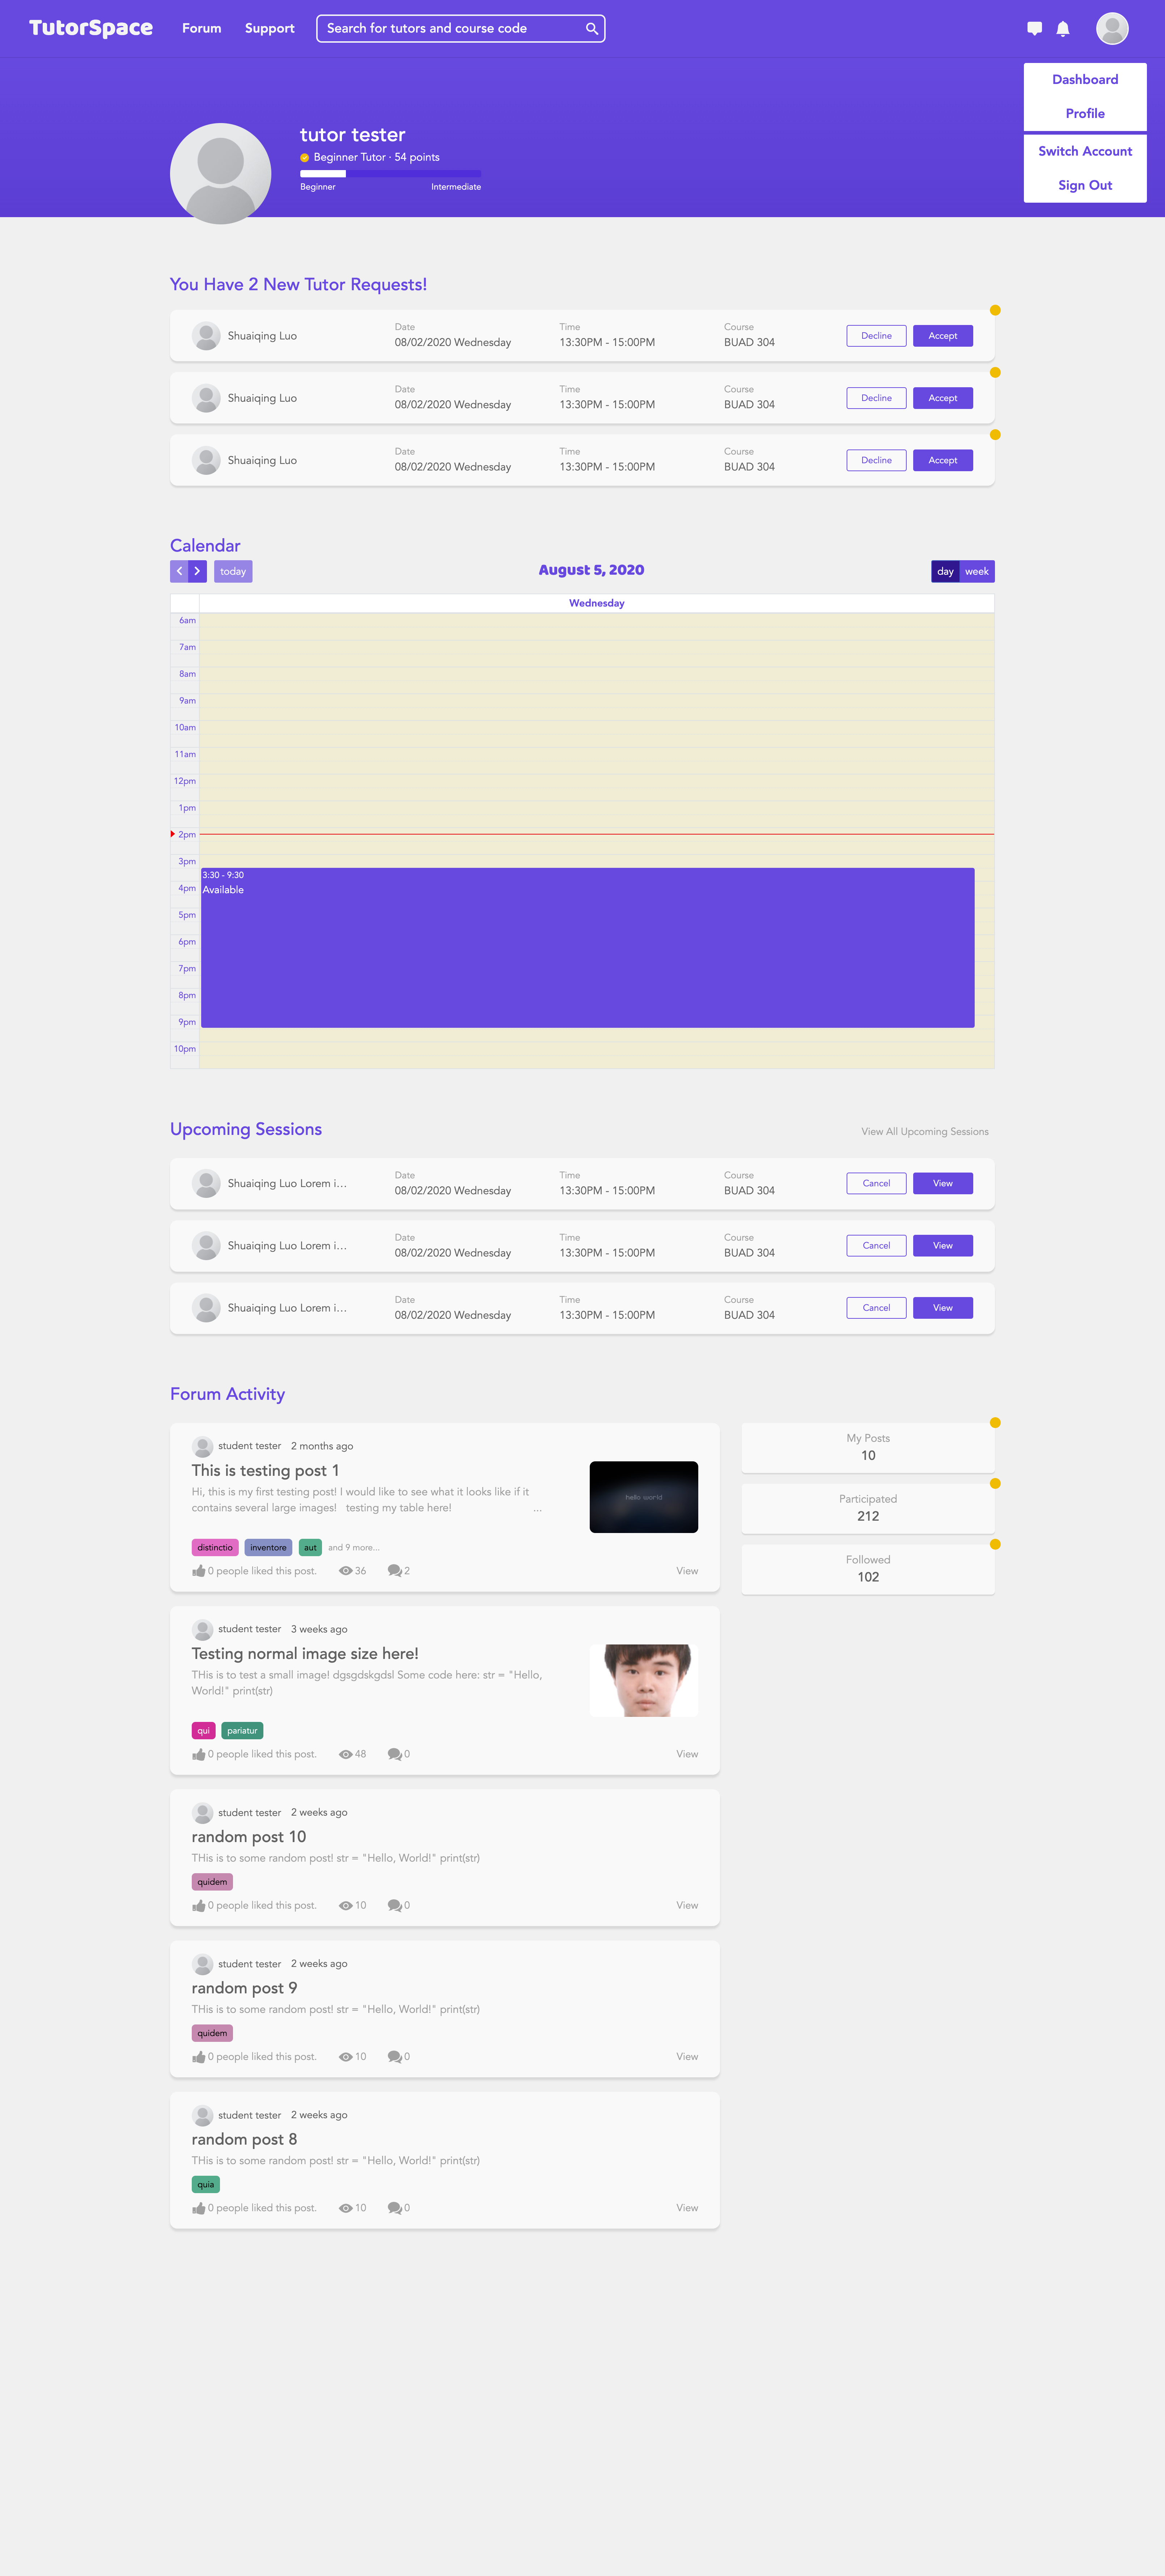 TutorSpace
Forum
Support
Search for tutors and course code
Dashboard
Profile
Switch Account
Sign Out
tutor tester
Beginner Tutor · 54 points
Beginner
Intermediate
You Have 2 New Tutor Requests!
Shuaiqing Luo
Date
08/02/2020 Wednesday
Time
13:30PM - 15:00PM
Course
BUAD 304
Decline
Accept
Shuaiqing Luo
Date
08/02/2020 Wednesday
Time
13:30PM - 15:00PM
Course
BUAD 304
Decline
Accept
Shuaiqing Luo
Date
08/02/2020 Wednesday
Time
13:30PM - 15:00PM
Course
BUAD 304
Decline
Accept
Calendar
today
August 5, 2020
day
week
Wednesday
6am
7am
8am
9am
10am
11am
12pm
1pm
2pm
3pm
3:30 - 9:30
Available
4pm
5pm
6pm
7pm
8pm
9pm
10pm
Upcoming Sessions
View All Upcoming Sessions
Shuaiqing Luo Lorem i...
Date
08/02/2020 Wednesday
Time
13:30PM - 15:00PM
Course
BUAD 304
Cancel
View
Shuaiqing Luo Lorem i...
Date
08/02/2020 Wednesday
Time
13:30PM - 15:00PM
Course
BUAD 304
Cancel
View
Shuaiqing Luo Lorem i...
Date
08/02/2020 Wednesday
Time
13:30PM - 15:00PM
Course
BUAD 304
Cancel
View
Forum Activity
student tester 2 months ago
This is testing post 1
Hi, this is my first testing post! I would like to see what it looks like if it
contains several large images! testing my table here! ...
hello world
distinctio
inventore
aut
and 9 more...
0 people liked this post.
36
2
View
My Posts
10
Participated
212
Followed
102
student tester 3 weeks ago
Testing normal image size here!
THis is to test a small image! dgsgdskgdsl Some code here: str = "Hello,
World!" print(str)
qui
pariatur
0 people liked this post.
48
0
View
student tester 2 weeks ago
random post 10
THis is to some random post! str = "Hello, World!" print(str)
quidem
0 people liked this post.
10
0
View
student tester 2 weeks ago
random post 9
THis is to some random post! str = "Hello, World!" print(str)
quidem
0 people liked this post.
10
0
View
student tester 2 weeks ago
random post 8
THis is to some random post! str = "Hello, World!" print(str)
quia
0 people liked this post.
10
0
View